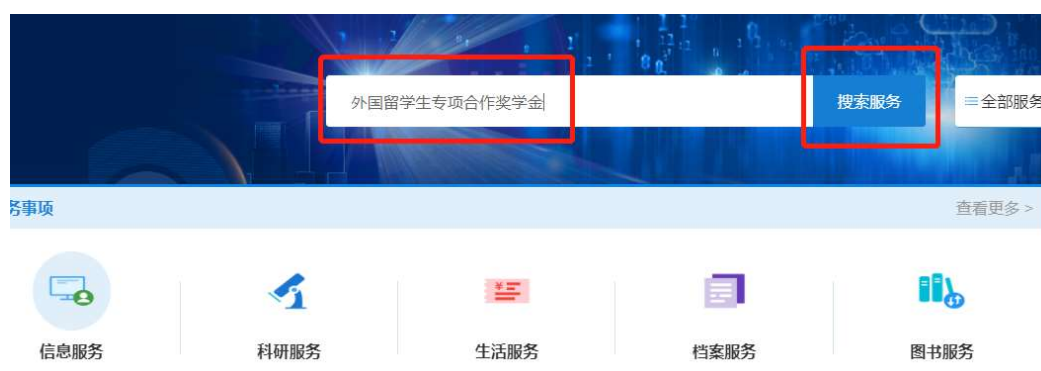 外国留学生专项合作奖学金
搜索服务
全部服务
务事项
查看更多 >
信息服务
科研服务
生活服务
档案服务
图书服务